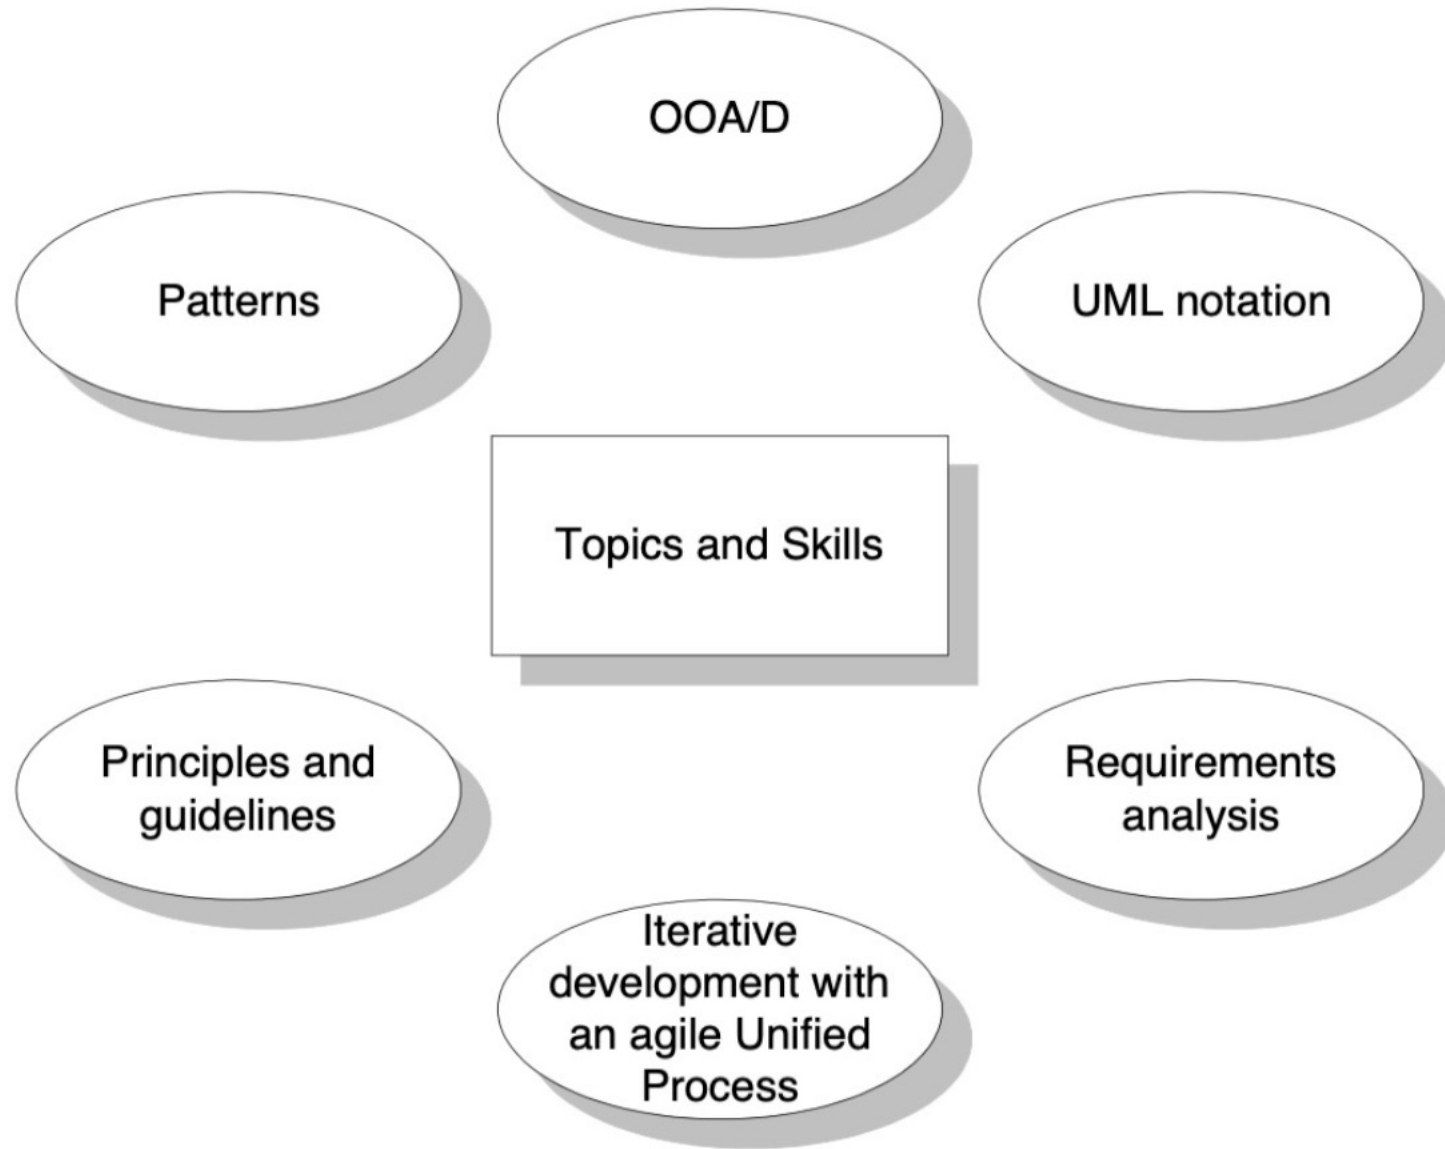 OOA/D
Patterns
UML notation
Topics and Skills
Principles and
guidelines
Requirements
analysis
Iterative
development with
an agile Unified
Process